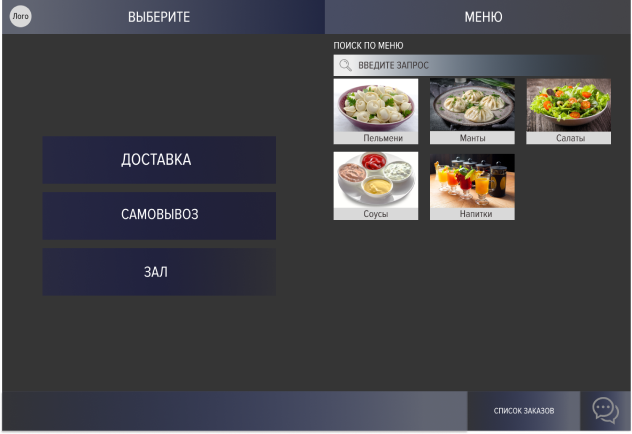 Лого
ВЫБЕРИТЕ
МЕНЮ
ПОИСК ПО МЕНЮ
ВВЕДИТЕ ЗАПРОС
Пельмени
Манты
Салаты
Соусы
Напитки
ДОСТАВКА
САМОВЫВОЗ
ЗАЛ
СПИСОК ЗАКАЗОВ